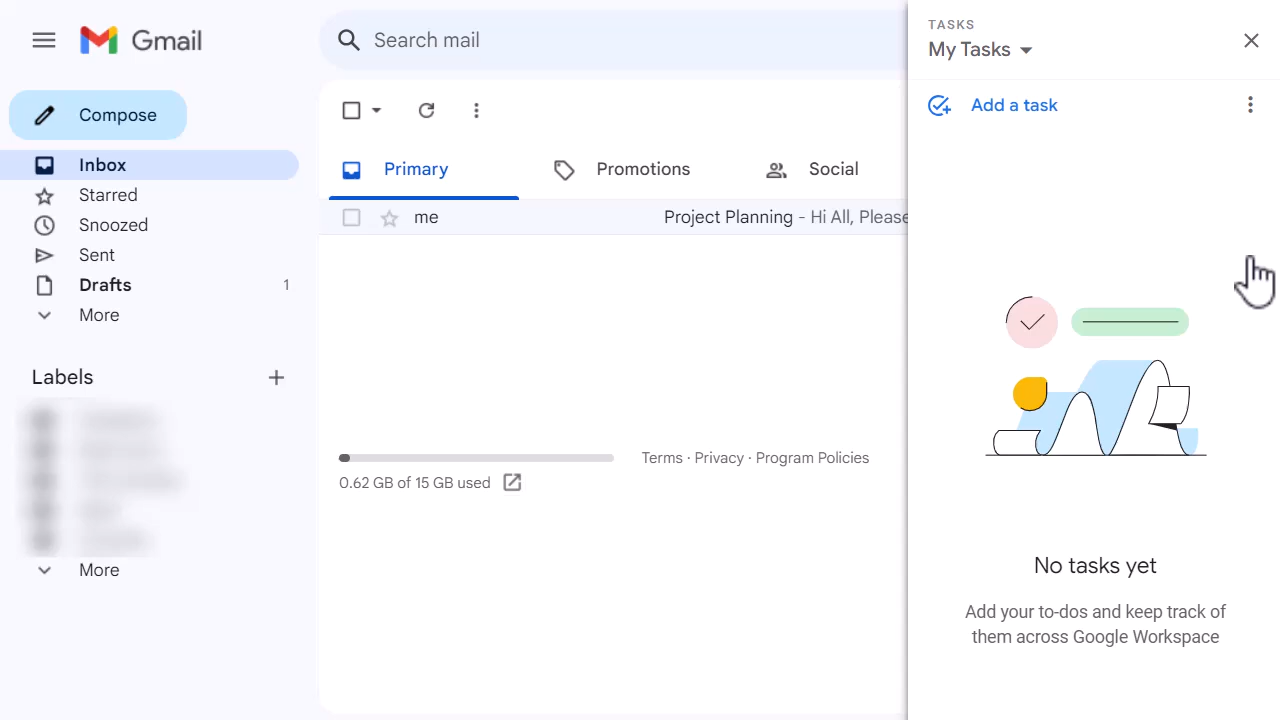 Gmail
Search mail
TASKS
My Tasks
Compose
Add a task
Inbox
Primary
Promotions
Social
Starred
me
Project Planning - Hi All, Please
Snoozed
Sent
Drafts 1
More
Labels
0.62 GB of 15 GB used
Terms · Privacy · Program Policies
More
No tasks yet
Add your to-dos and keep track of
them across Google Workspace